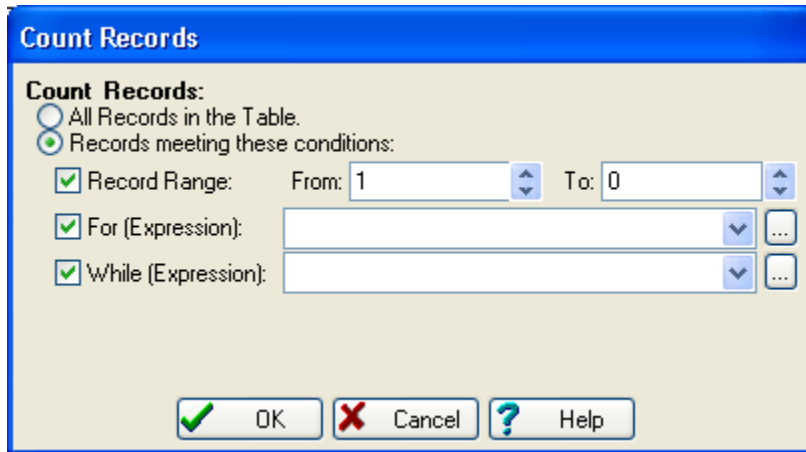 Count Records
Count Records:
All Records in the Table.
Records meeting these conditions:
Record Range: From: 1 To: 0
For (Expression): ...
While (Expression): ...
OK Cancel Help